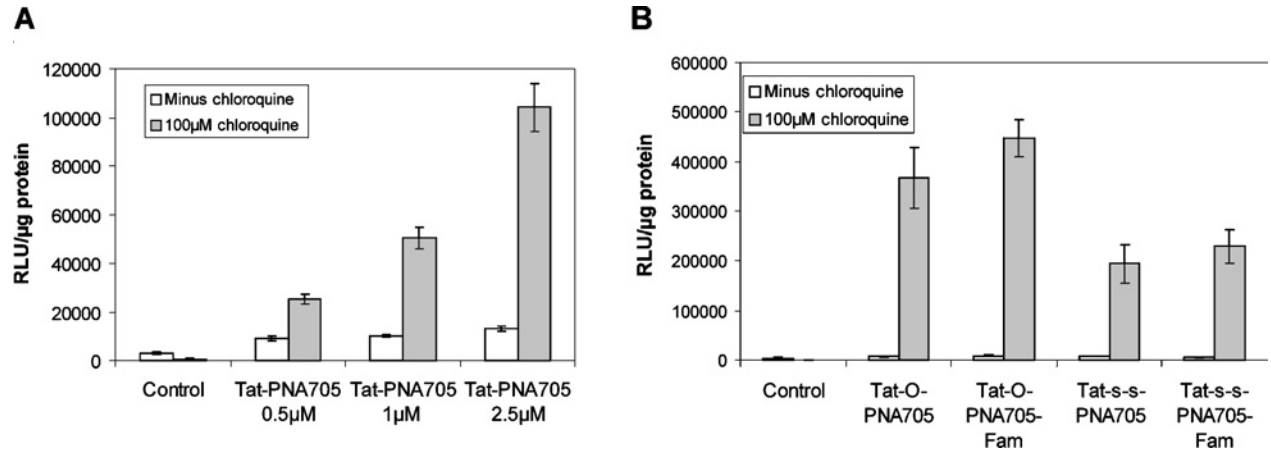 A
RLU/µg protein
120000
100000
80000
60000
40000
20000
0
Minus chloroquine
100µM chloroquine
Control
Tat-PNA705
0.5µM
Tat-PNA705
1µM
Tat-PNA705
2.5µM
B
RLU/µg protein
600000
500000
400000
300000
200000
100000
0
Minus chloroquine
100µM chloroquine
Control
Tat-O-
PNA705
Tat-O-
PNA705-
Fam
Tat-s-s-
PNA705
Tat-s-s-
PNA705-
Fam